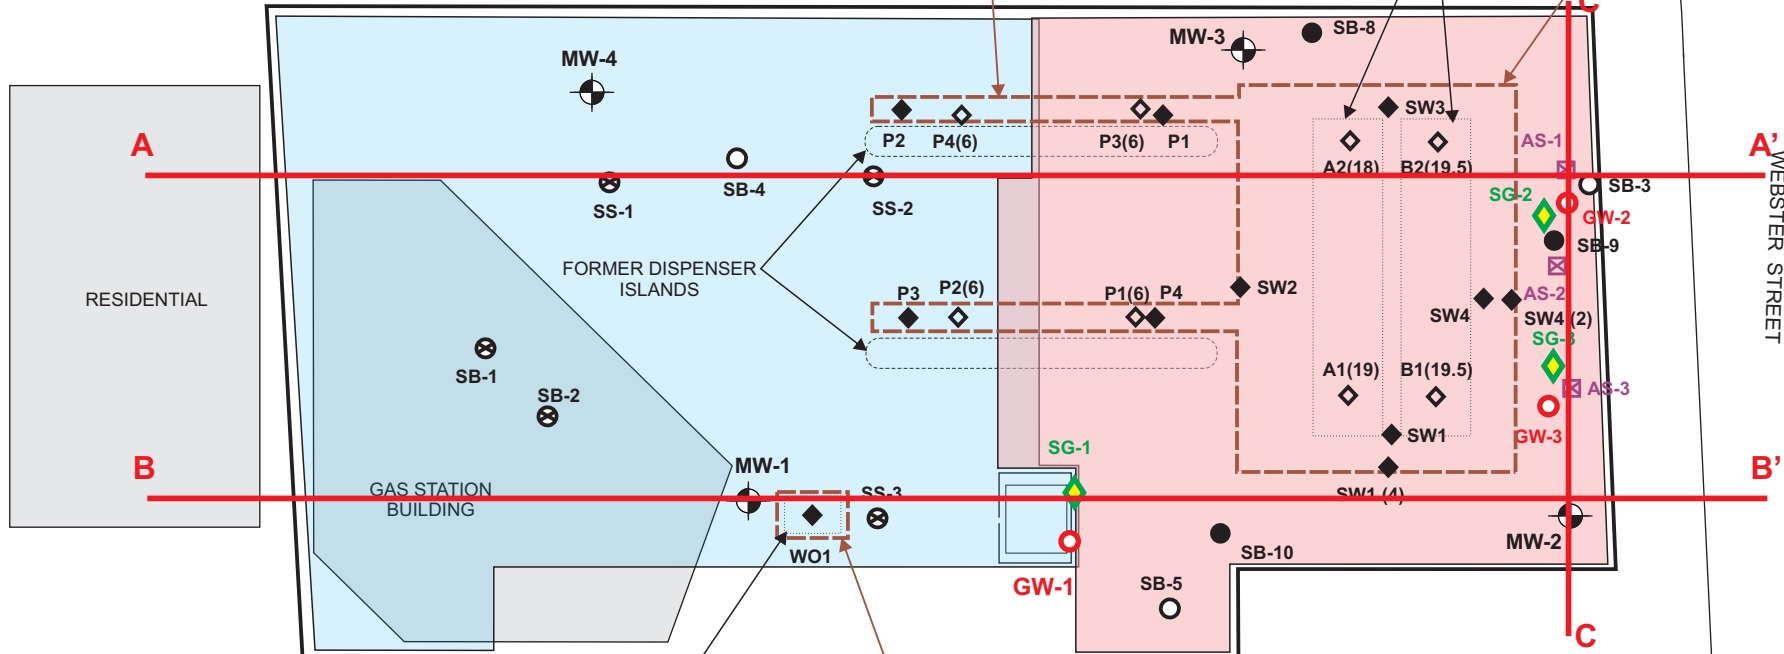 C
SB-8
MW-3
MW-4
SW3
P2
P4(6)
P3(6)
P1
AS-1
A
A'
A2(18)
B2(19.5)
SB-4
SB-3
SS-1
SS-2
SG-2
GW-2
WEBSTER STREET
SB-9
FORMER DISPENSER
ISLANDS
RESIDENTIAL
P3
P2(6)
P1(6)
P4
SW2
AS-2
SW4
SW4 (2)
SG-3
SB-1
A1(19)
B1(19.5)
AS-3
SB-2
SW1
GW-3
SG-1
B
MW-1
B'
GAS STATION
BUILDING
SS-3
SW1 (4)
WO1
MW-2
SB-10
GW-1
SB-5
C